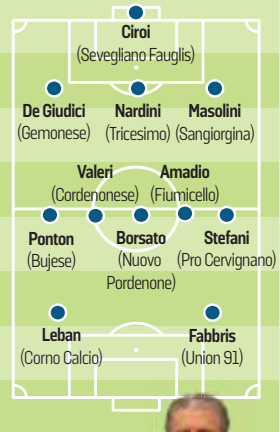 Ciroi
(Sevegliano Fauglis)
De Giudici Nardini Masolini
(Gemonese) (Tricesimo) (Sangiorgina)
Valeri Amadio
(Cordenonese) (Fiumicello)
Ponton Borsato Stefani
(Bujese) (Nuovo (Pro Cervignano)
Pordenone)
Leban Fabbris
(Corno Calcio) (Union 91)